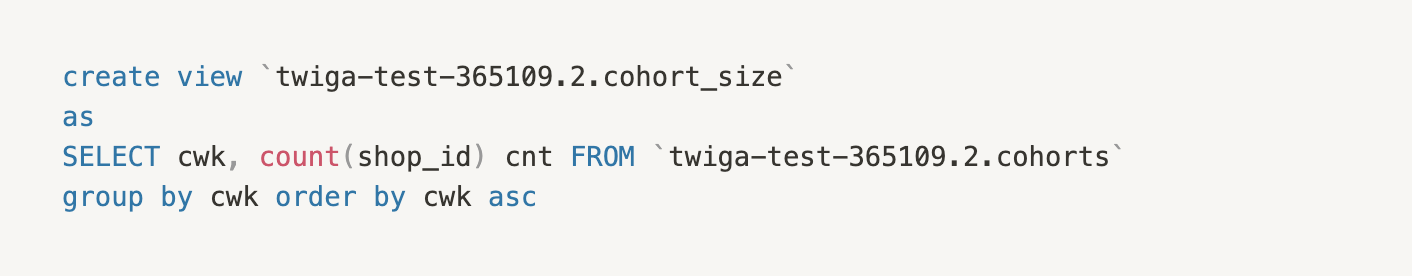 create view `twiga-test-365109.2.cohort_size`
as
SELECT cwk, count(shop_id) cnt FROM `twiga-test-365109.2.cohorts`
group by cwk order by cwk asc